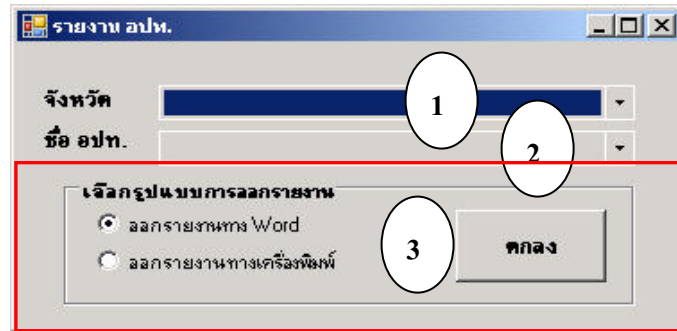 รายงาน อปท.
จังหวัด
1
ชื่อ อปท.
2
เลือกรูปแบบการออกรายงาน
ออกรายงานทาง Word
3
ตกลง
ออกรายงานทางเครื่องพิมพ์